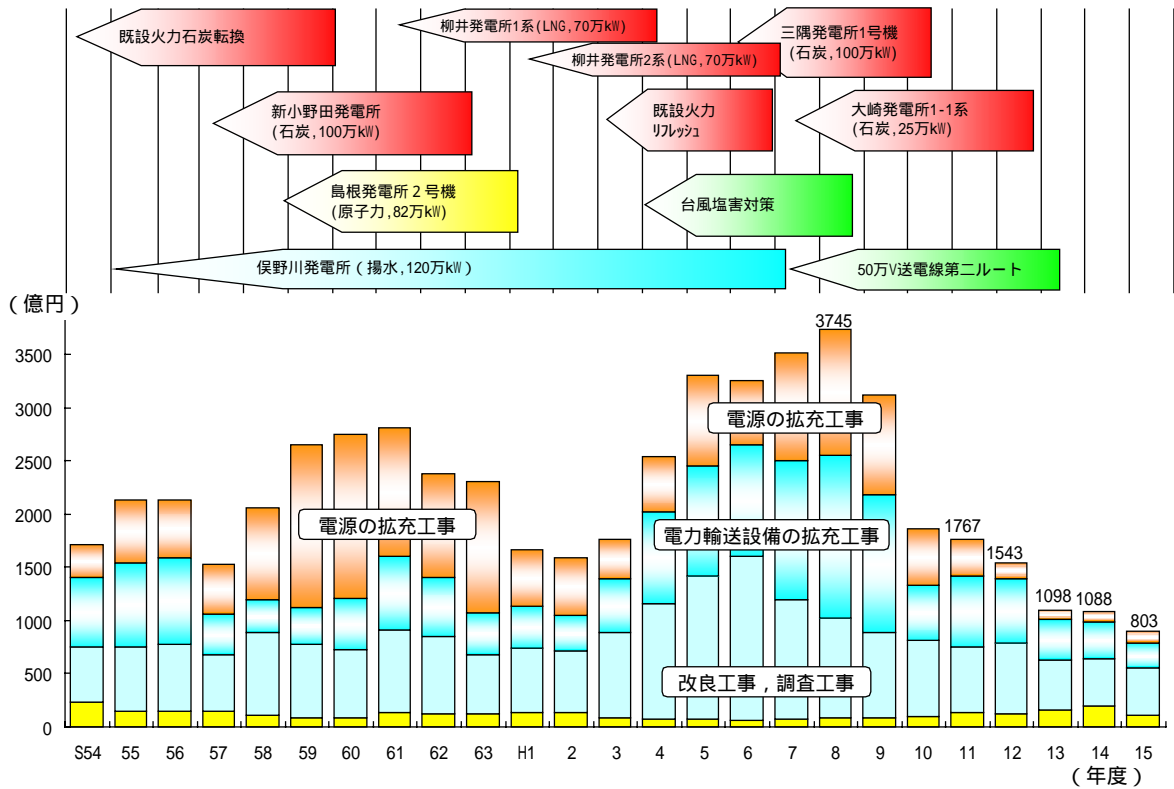 既設火力石炭転換
柳井発電所1系(LNG,70万kW)
柳井発電所2系(LNG,70万kW)
三隅発電所1号機
(石炭,100万kW)
新小野田発電所
(石炭,100万kW)
既設火力
リフレッシュ
大崎発電所1-1系
(石炭,25万kW)
島根発電所2号機
(原子力,82万kW)
台風塩害対策
俣野川発電所(揚水,120万kW)
50万V送電線第二ルート
(億円)
3500
3000
2500
2000
1500
1000
500
0
3745
1767
1543
1098
1088
803
電源の拡充工事
電源の拡充工事
電力輸送設備の拡充工事
改良工事,調査工事
S54 55 56 57 58 59 60 61 62 63 H1 2 3 4 5 6 7 8 9 10 11 12 13 14 15
(年度)